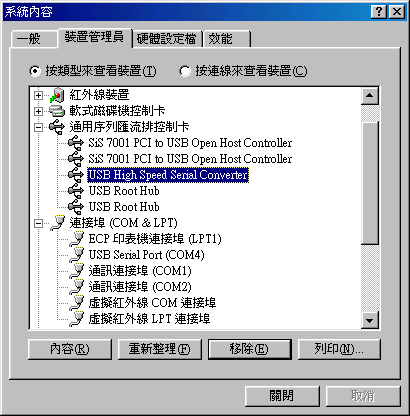 系統內容
一般 裝置管理員 硬體設定檔 效能
按類型來查看裝置(T) 按連線來查看裝置(C)
紅外線裝置
軟式磁碟機控制卡
通用序列匯流排控制卡
SiS 7001 PCI to USB Open Host Controller
SiS 7001 PCI to USB Open Host Controller
USB High Speed Serial Converter
USB Root Hub
USB Root Hub
連接埠 (COM & LPT)
ECP 印表機連接埠 (LPT1)
USB Serial Port (COM4)
通訊連接埠 (COM1)
通訊連接埠 (COM2)
虛擬紅外線 COM 連接埠
虛擬紅外線 LPT 連接埠
內容(R) 重新整理(F) 移除(E) 列印(N)...
關閉 取消